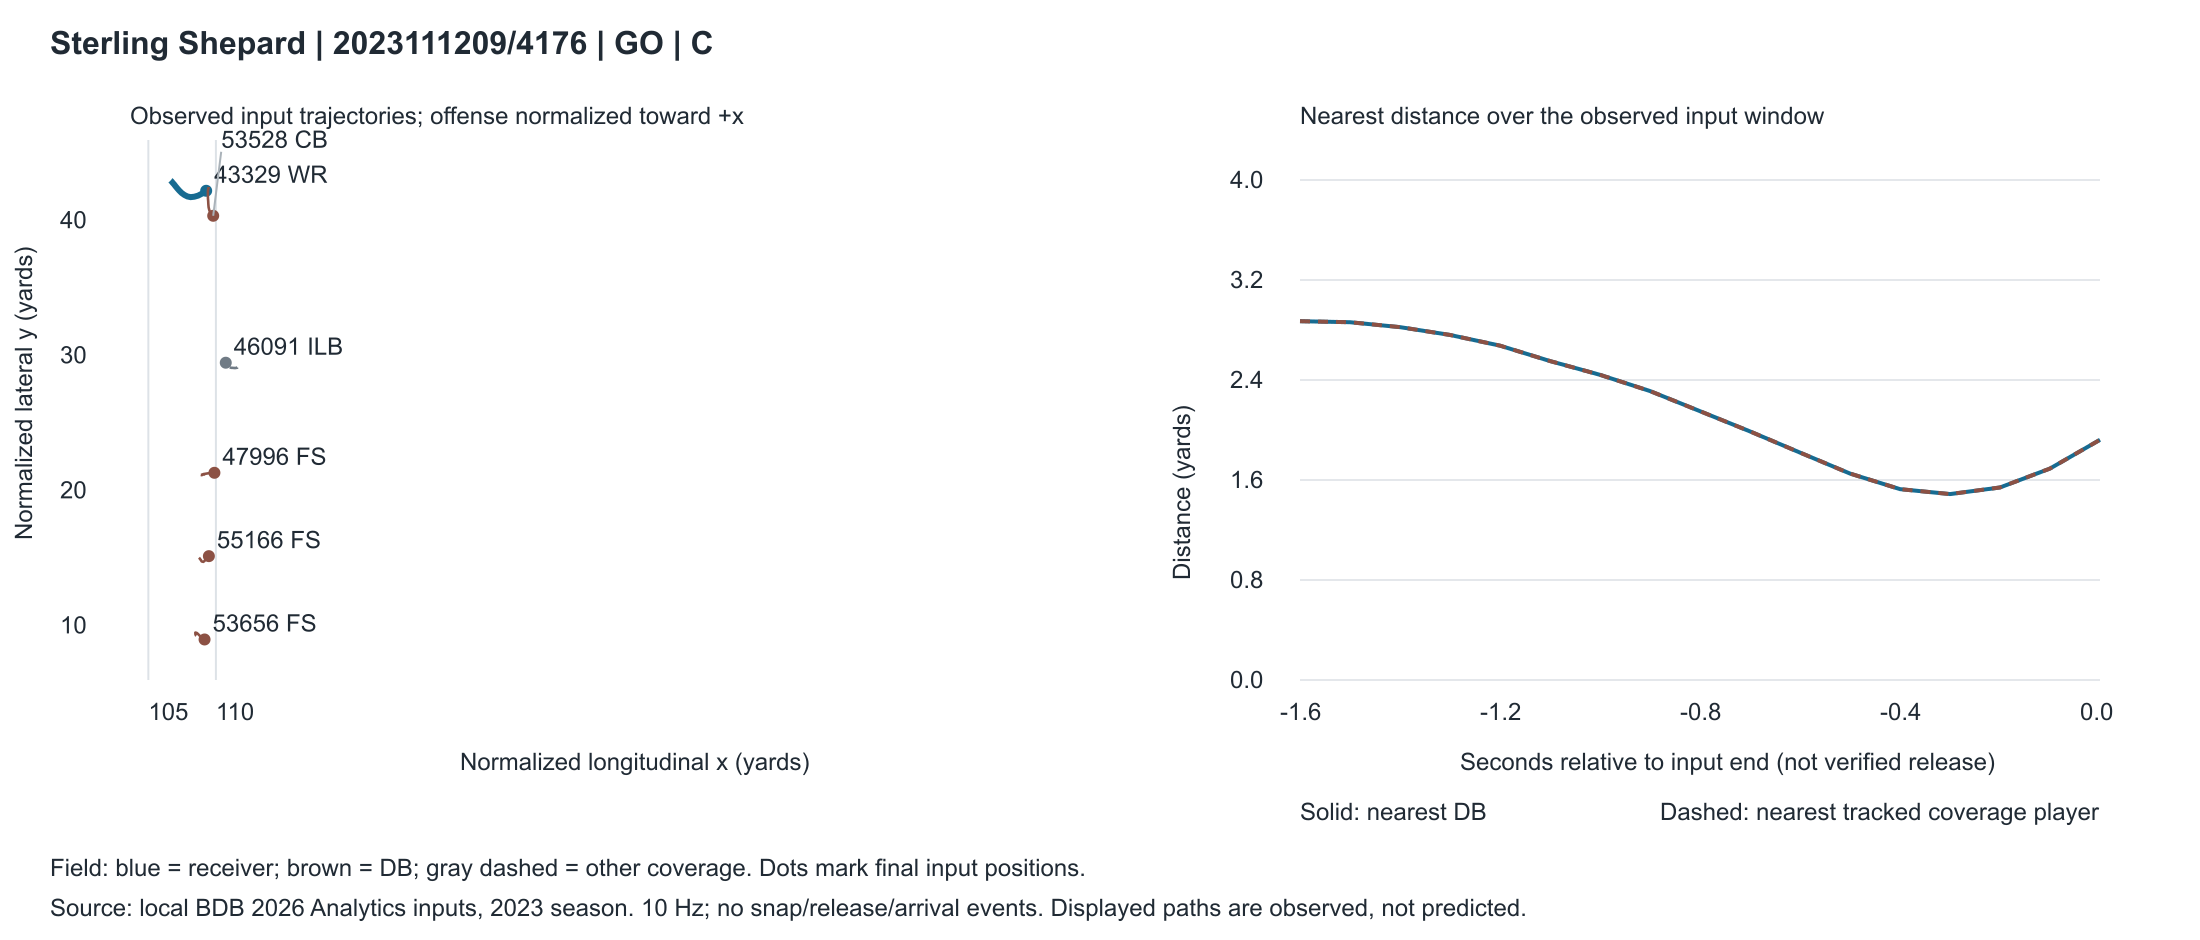 Sterling Shepard | 2023111209/4176 | GO | C
Observed input trajectories; offense normalized toward +x
53528 CB
43329 WR
46091 ILB
47996 FS
55166 FS
53656 FS
40
30
20
10
Normalized lateral y (yards)
105 110
Normalized longitudinal x (yards)
Nearest distance over the observed input window
4.0
3.2
2.4
1.6
0.8
0.0
Distance (yards)
-1.6 -1.2 -0.8 -0.4 0.0
Seconds relative to input end (not verified release)
Solid: nearest DB
Dashed: nearest tracked coverage player
Field: blue = receiver; brown = DB; gray dashed = other coverage. Dots mark final input positions.
Source: local BDB 2026 Analytics inputs, 2023 season. 10 Hz; no snap/release/arrival events. Displayed paths are observed, not predicted.